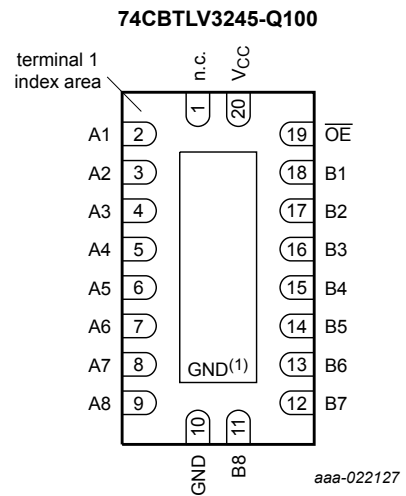 74CBTLV3245-Q100
terminal 1
index area
n.c.
VCC
1
20
A1 2
19 OE
A2 3
18 B1
A3 4
17 B2
A4 5
16 B3
A5 6
15 B4
A6 7
14 B5
A7 8
13 B6
A8 9
12 B7
GND(1)
10
11
GND
B8
aaa-022127